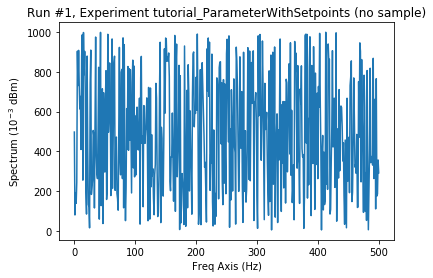 Run #1, Experiment tutorial_ParameterWithSetpoints (no sample)
1000
800
600
400
200
0
Spectrum (10⁻³ dBm)
0 100 200 300 400 500
Freq Axis (Hz)